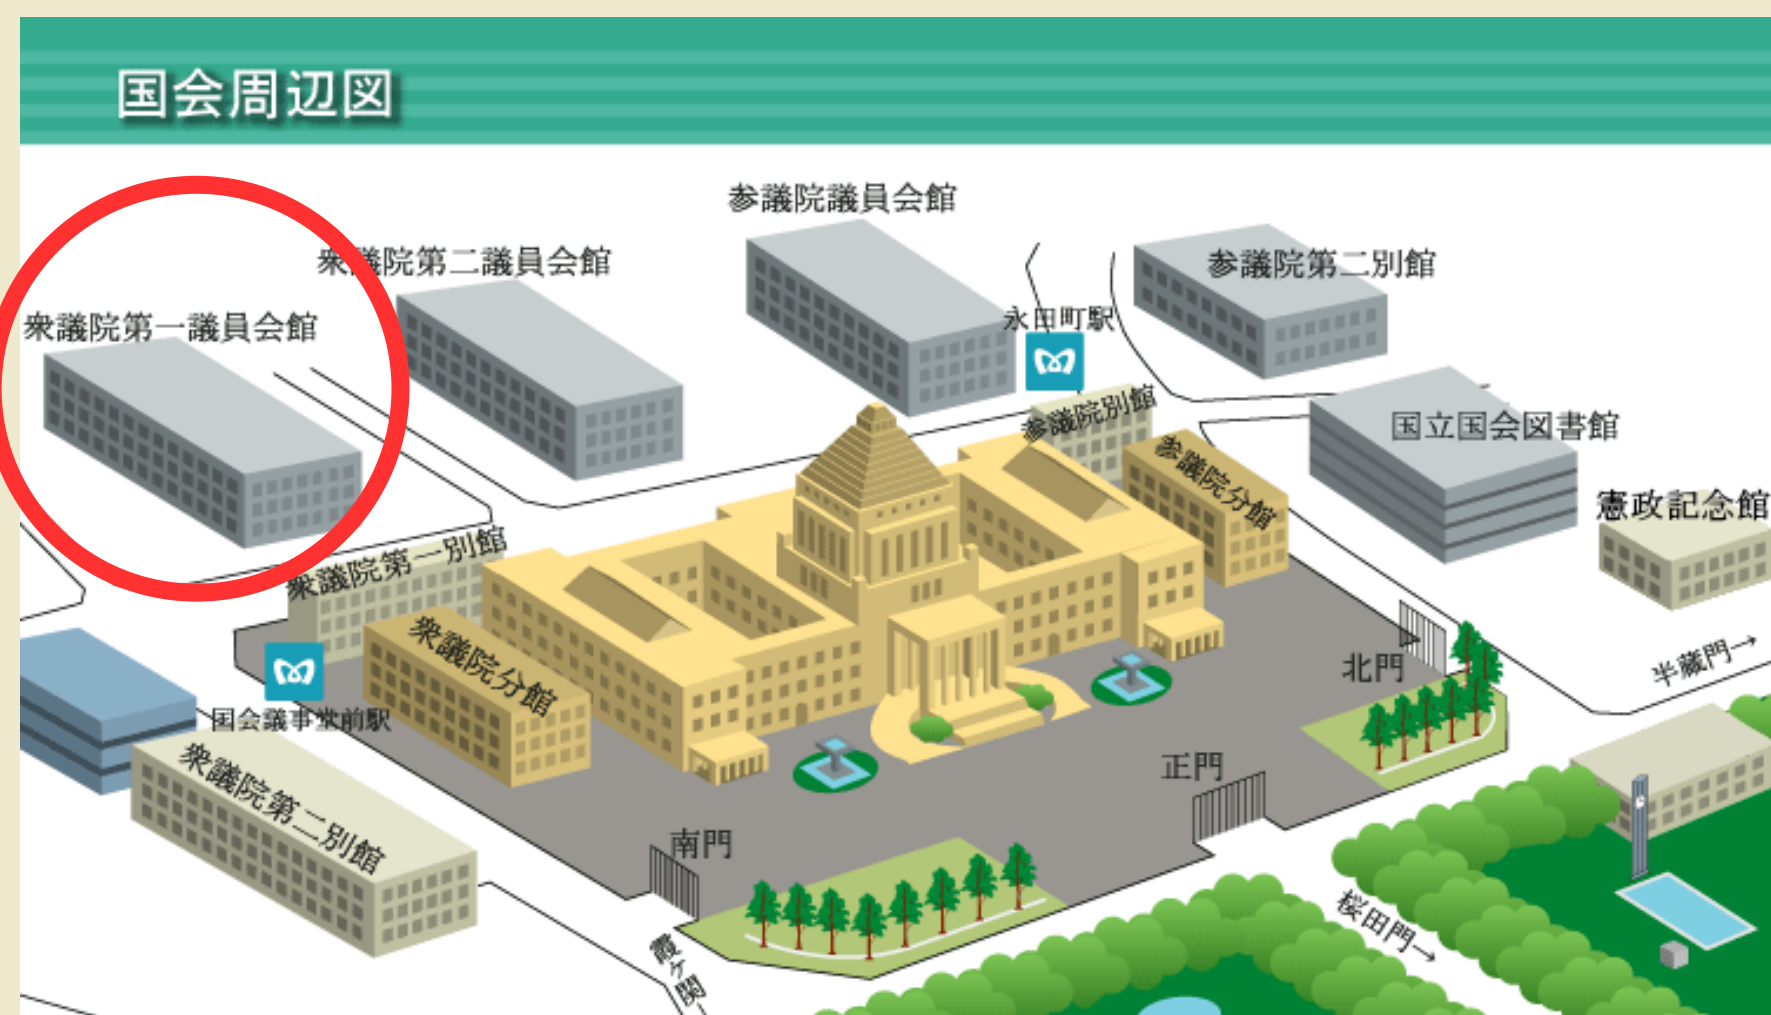 国会周辺図
参議院議員会館
衆議院第二議員会館
参議院第二別館
衆議院第一議員会館
永田町駅
参議院別館
国立国会図書館
参議院分館
憲政記念館
衆議院第一別館
衆議院分館
北門
半蔵門→
国会議事堂前駅
正門
衆議院第二別館
南門
桜田門→
霞ヶ関